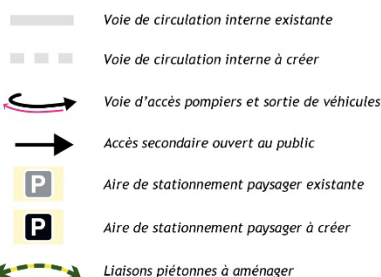 Voie de circulation interne existante
Voie de circulation interne à créer
Voie d'accès pompiers et sortie de véhicules
Accès secondaire ouvert au public
P Aire de stationnement paysager existante
P Aire de stationnement paysager à créer
Liaisons piétonnes à aménager